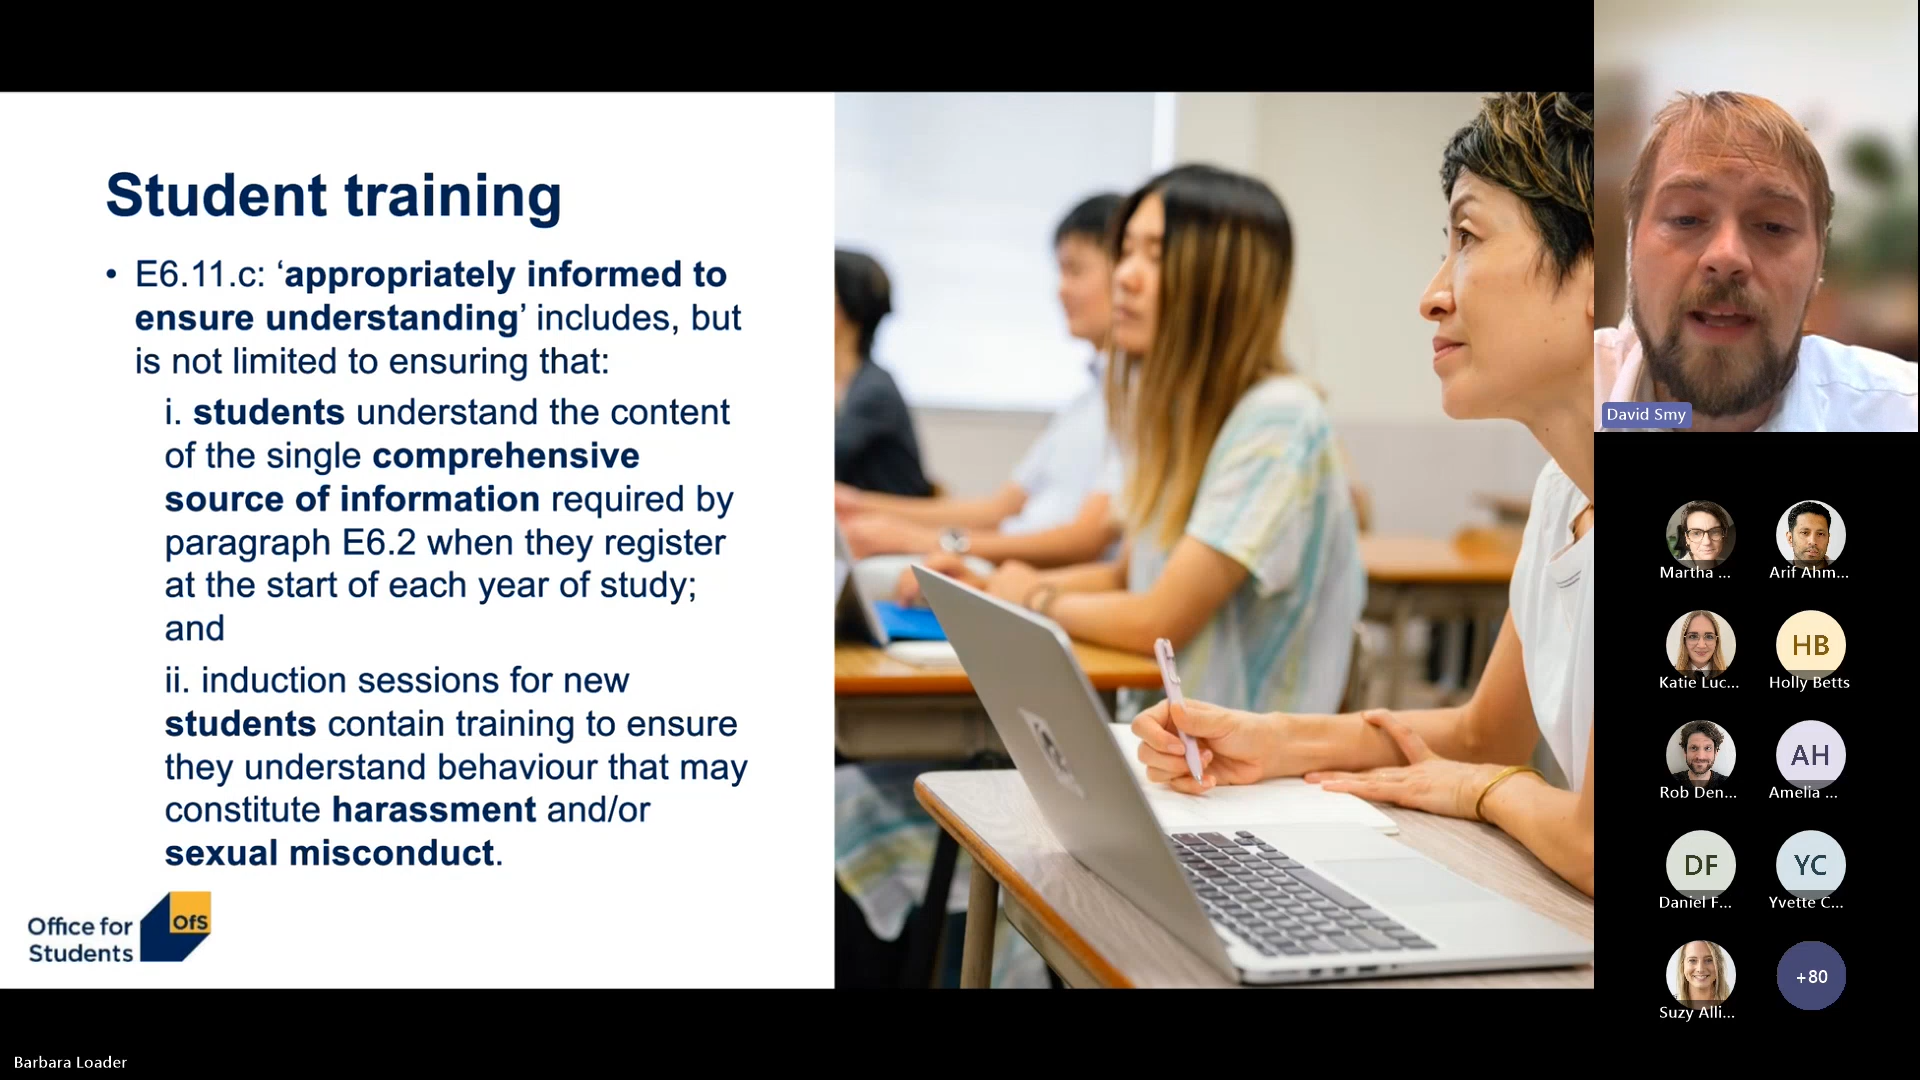 Student training
• E6.11.c: ‘appropriately informed to
ensure understanding’ includes, but
is not limited to ensuring that:
i. students understand the content
of the single comprehensive
source of information required by
paragraph E6.2 when they register
at the start of each year of study;
and
ii. induction sessions for new
students contain training to ensure
they understand behaviour that may
constitute harassment and/or
sexual misconduct.
Office for
Students
OfS
David Smy
Martha ...
Arif Ahm...
Katie Luc...
HB
Holly Betts
Rob Den...
AH
Amelia ...
DF
Daniel F...
YC
Yvette C...
Suzy Alli...
+80
Barbara Loader